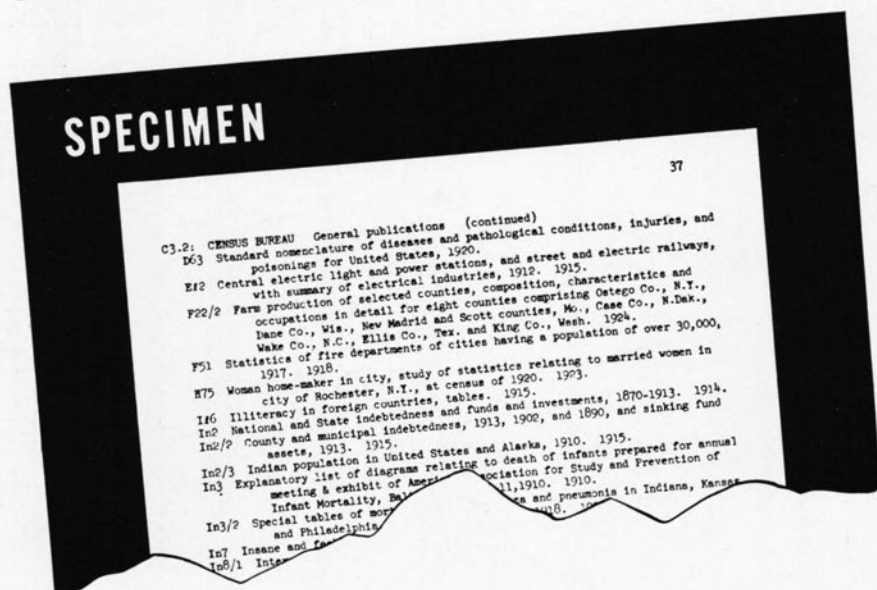 SPECIMEN
37
C3.2: CENSUS BUREAU General publications (continued)
D63 Standard nomenclature of diseases and pathological conditions, injuries, and
poisonings for United States, 1920.
El2 Central electric light and power stations, and street and electric railways,
with summary of electrical industries, 1912. 1915.
F22/2 Farm production of selected counties, composition, characteristics and
occupations in detail for eight counties comprising Ostego Co., N.Y.,
Dane Co., Wis., New Madrid and Scott counties, Mo., Case Co., N.Dak.,
Wake Co., N.C., Ellis Co., Tex. and King Co., Wash. 1924.
F51 Statistics of fire departments of cities having a population of over 30,000,
1917. 1918.
H75 Woman home-maker in city, study of statistics relating to married women in
city of Rochester, N.Y., at census of 1920. 1923.
Il6 Illiteracy in foreign countries, tables. 1915.
In2 National and State indebtedness and funds and investments, 1870-1913. 1914.
In2/2 County and municipal indebtedness, 1913, 1902, and 1890, and sinking fund
assets, 1913. 1915.
In2/3 Indian population in United States and Alaska, 1910. 1915.
In3 Explanatory list of diagrams relating to death of infants prepared for annual
meeting & exhibit of Ameri sociation for Study and Prevention of
Infant Mortality, Bal 11,1910. 1910.
In3/2 Special tables of mor and pneumonia in Indiana, Kansas
and Philadelphia 1918.
In7 Insane and
In8/1